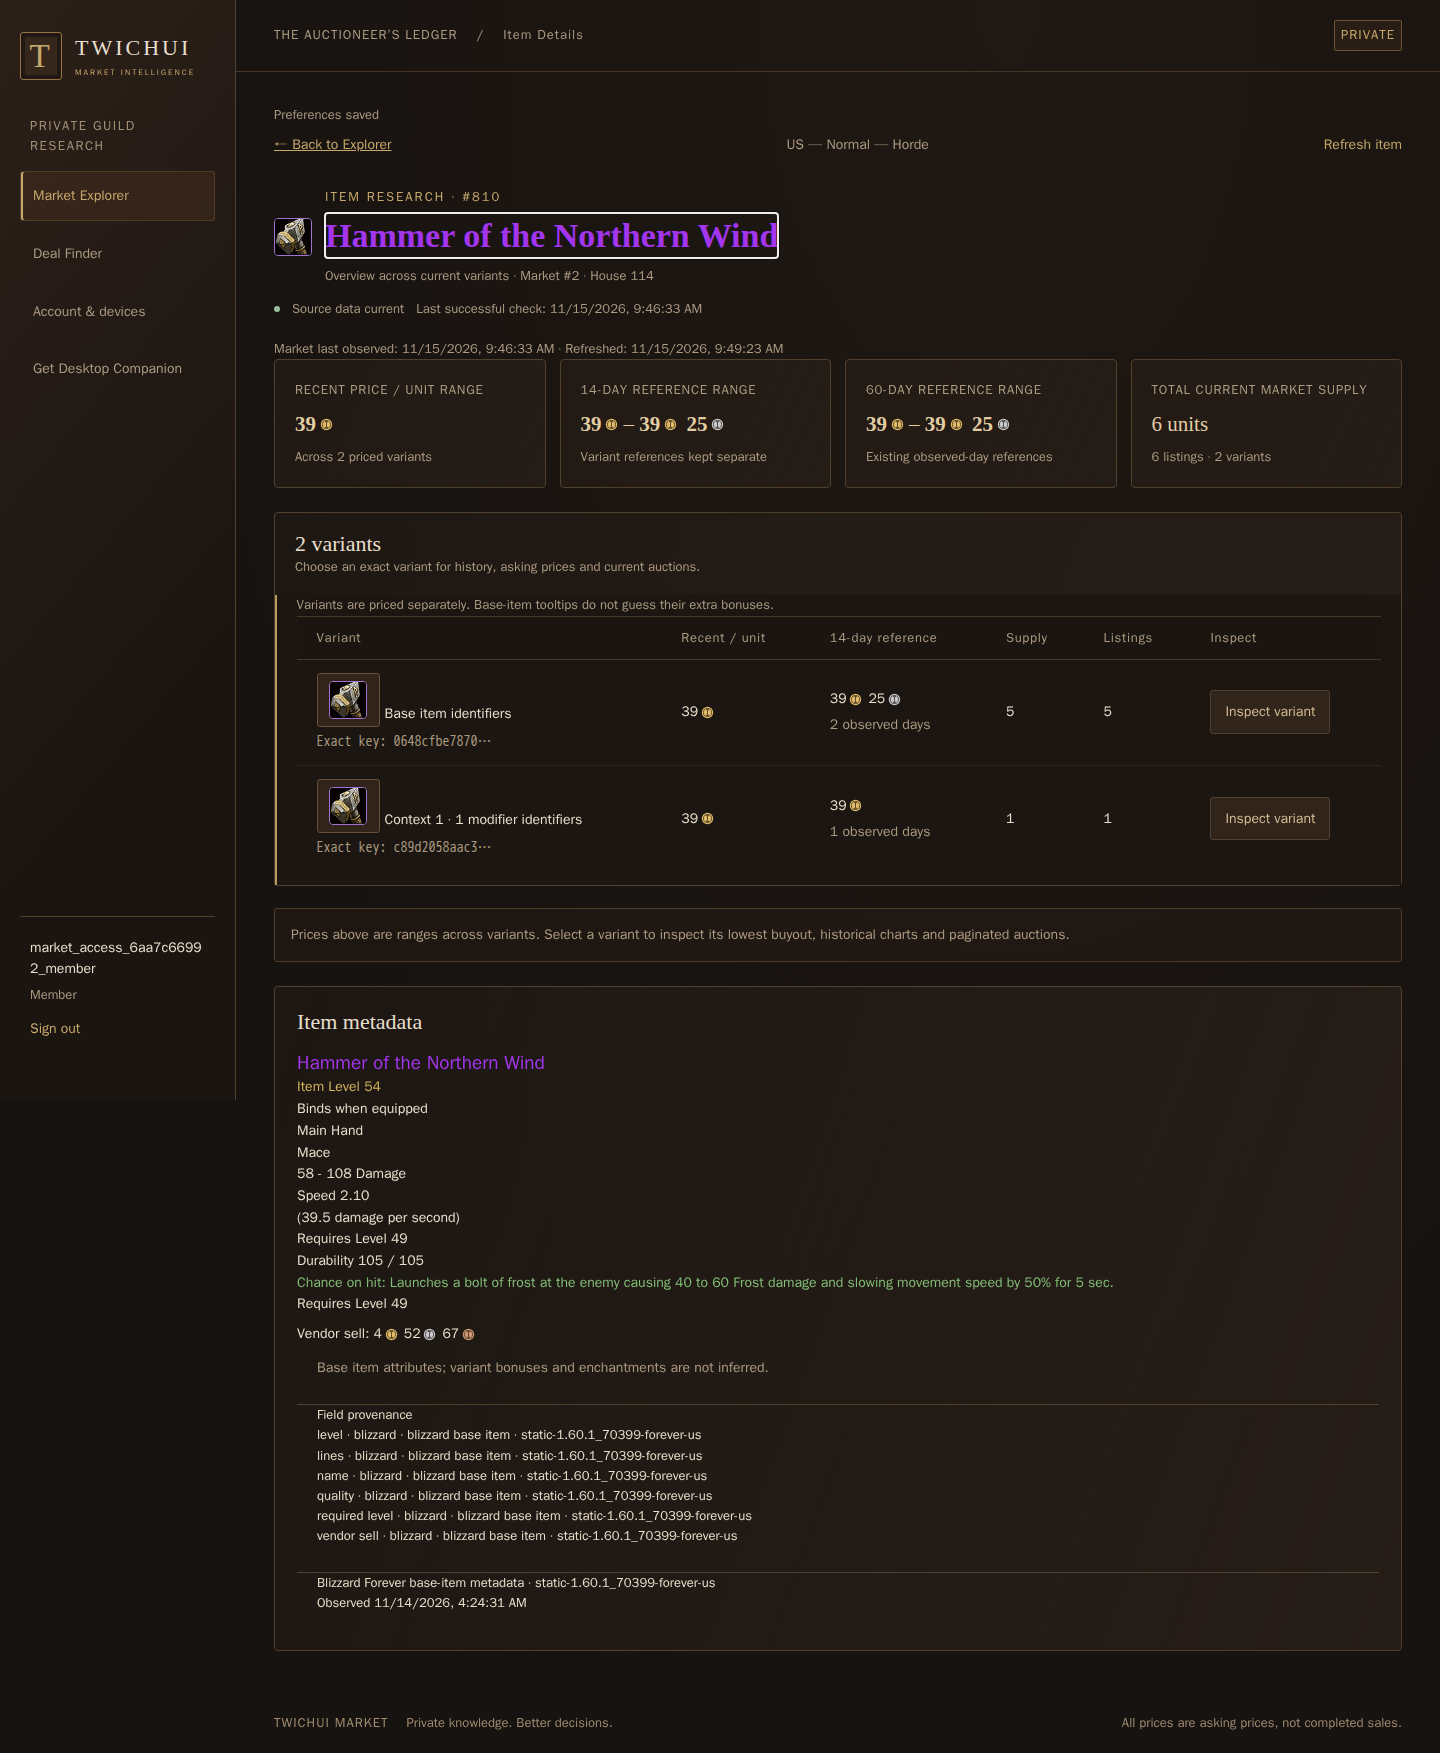 T
TWICHUI
MARKET INTELLIGENCE
PRIVATE GUILD
RESEARCH
Market Explorer
Deal Finder
Account & devices
Get Desktop Companion
market_access_6aa7c6699
2_member
Member
Sign out
THE AUCTIONEER'S LEDGER / Item Details
PRIVATE
Preferences saved
← Back to Explorer
US — Normal — Horde
Refresh item
ITEM RESEARCH · #810
Hammer of the Northern Wind
Overview across current variants · Market #2 · House 114
Source data current Last successful check: 11/15/2026, 9:46:33 AM
Market last observed: 11/15/2026, 9:46:33 AM · Refreshed: 11/15/2026, 9:49:23 AM
RECENT PRICE / UNIT RANGE
39
Across 2 priced variants
14-DAY REFERENCE RANGE
39 – 39 25
Variant references kept separate
60-DAY REFERENCE RANGE
39 – 39 25
Existing observed-day references
TOTAL CURRENT MARKET SUPPLY
6 units
6 listings · 2 variants
2 variants
Choose an exact variant for history, asking prices and current auctions.
Variants are priced separately. Base-item tooltips do not guess their extra bonuses.
Variant Recent / unit 14-day reference Supply Listings Inspect
Base item identifiers
Exact key: 0648cfbe7870…
39
39 25
2 observed days
5
5
Inspect variant
Context 1 · 1 modifier identifiers
Exact key: c89d2058aac3…
39
39
1 observed days
1
1
Inspect variant
Prices above are ranges across variants. Select a variant to inspect its lowest buyout, historical charts and paginated auctions.
Item metadata
Hammer of the Northern Wind
Item Level 54
Binds when equipped
Main Hand
Mace
58 - 108 Damage
Speed 2.10
(39.5 damage per second)
Requires Level 49
Durability 105 / 105
Chance on hit: Launches a bolt of frost at the enemy causing 40 to 60 Frost damage and slowing movement speed by 50% for 5 sec.
Requires Level 49
Vendor sell: 4 52 67
Base item attributes; variant bonuses and enchantments are not inferred.
Field provenance
level · blizzard · blizzard base item · static-1.60.1_70399-forever-us
lines · blizzard · blizzard base item · static-1.60.1_70399-forever-us
name · blizzard · blizzard base item · static-1.60.1_70399-forever-us
quality · blizzard · blizzard base item · static-1.60.1_70399-forever-us
required level · blizzard · blizzard base item · static-1.60.1_70399-forever-us
vendor sell · blizzard · blizzard base item · static-1.60.1_70399-forever-us
Blizzard Forever base-item metadata · static-1.60.1_70399-forever-us
Observed 11/14/2026, 4:24:31 AM
TWICHUI MARKET Private knowledge. Better decisions.
All prices are asking prices, not completed sales.